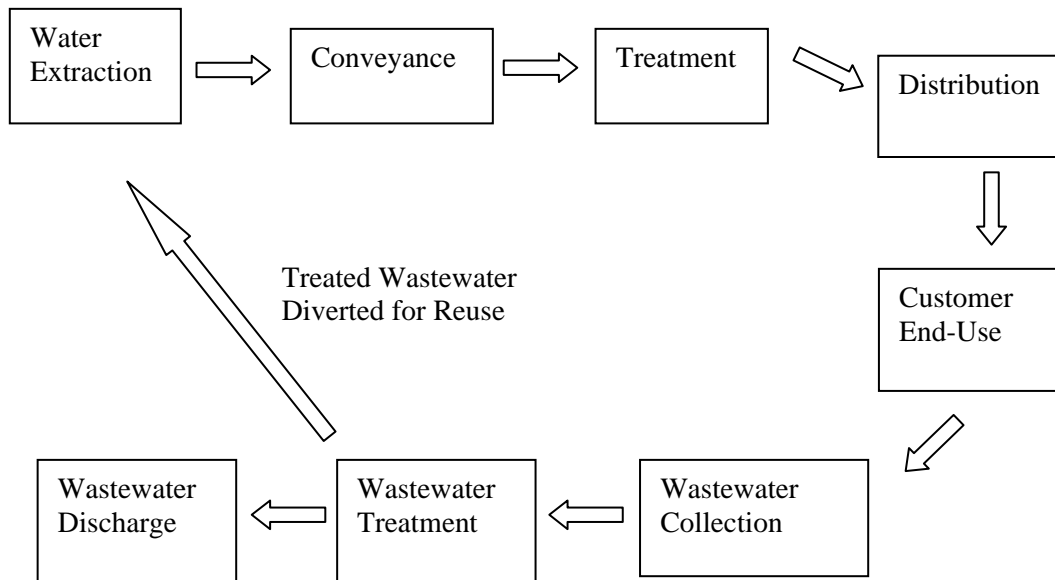 Water
Extraction
Conveyance
Treatment
Distribution
Customer
End-Use
Treated Wastewater
Diverted for Reuse
Wastewater
Discharge
Wastewater
Treatment
Wastewater
Collection